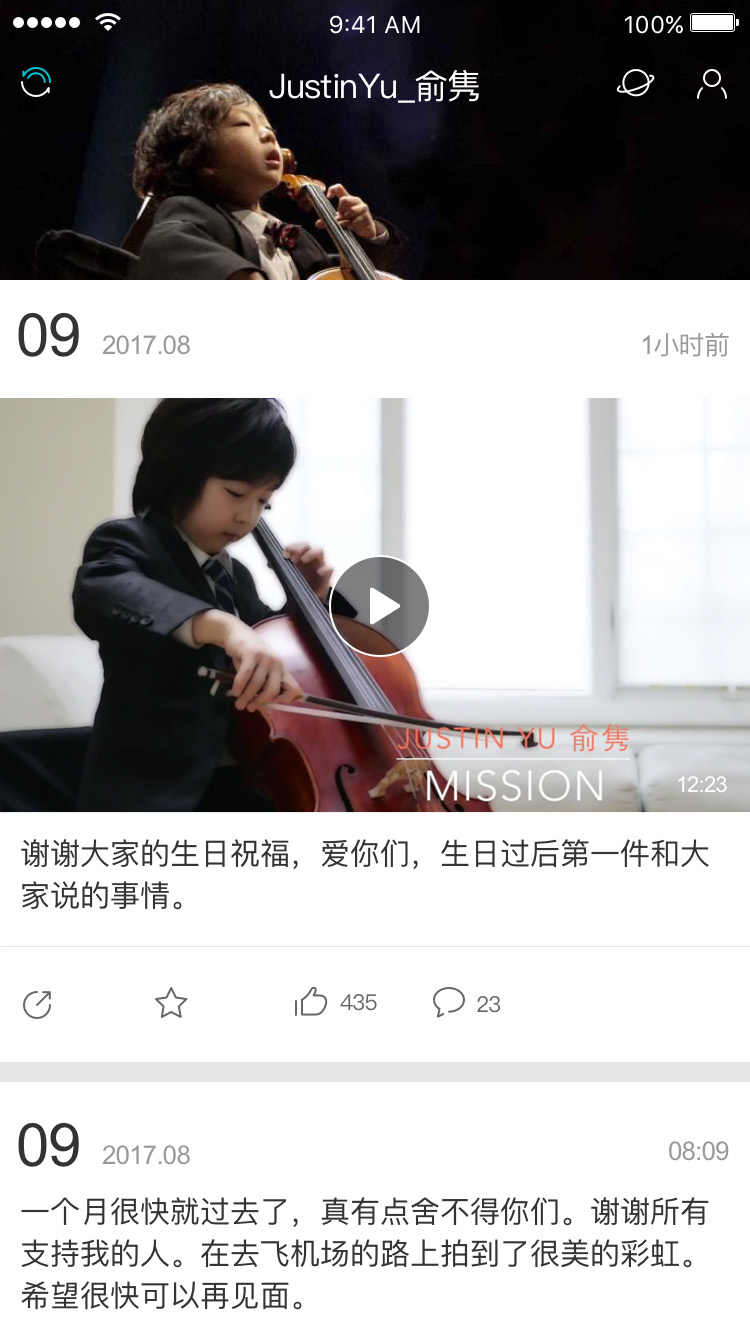 9:41 AM
100%
JustinYu_俞隽
09 2017.08
1小时前
JUSTIN YU 俞隽
MISSION
12:23
谢谢大家的生日祝福，爱你们，生日过后第一件和大
家说的事情。
435
23
09 2017.08
08:09
一个月很快就过去了，真有点舍不得你们。谢谢所有
支持我的人。在去飞机场的路上拍到了很美的彩虹。
希望很快可以再见面。